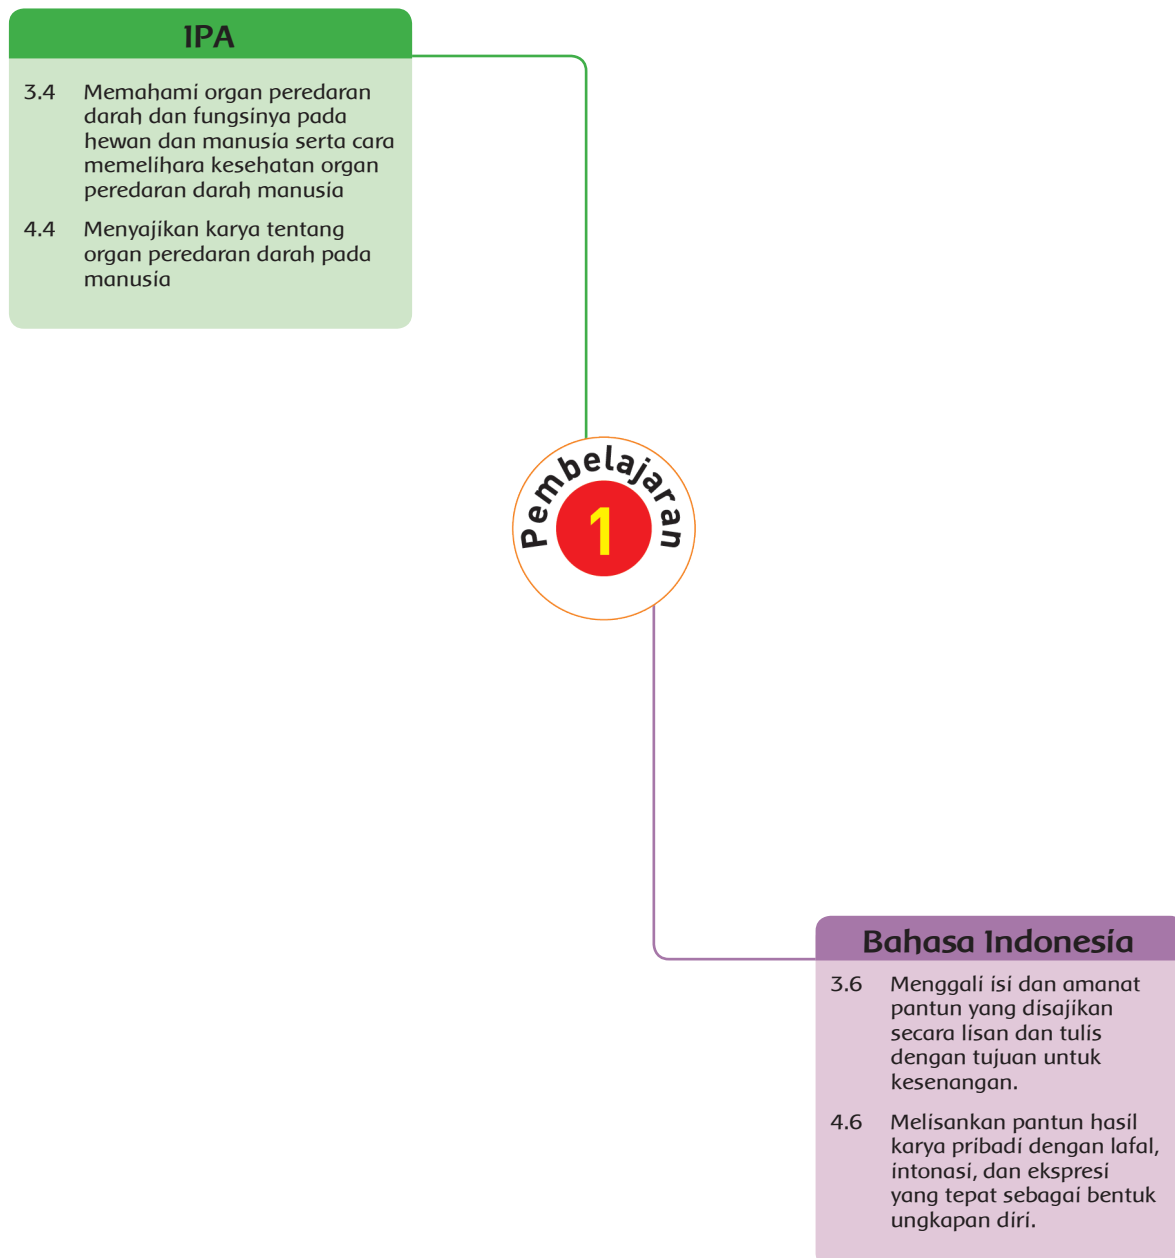 IPA
3.4 Memahami organ peredaran
darah dan fungsinya pada
hewan dan manusia serta cara
memelihara kesehatan organ
peredaran darah manusia
4.4 Menyajikan karya tentang
organ peredaran darah pada
manusia
Pembelajaran
1
Bahasa Indonesia
3.6 Menggali isi dan amanat
pantun yang disajikan
secara lisan dan tulis
dengan tujuan untuk
kesenangan.
4.6 Melisankan pantun hasil
karya pribadi dengan lafal,
intonasi, dan ekspresi
yang tepat sebagai bentuk
ungkapan diri.